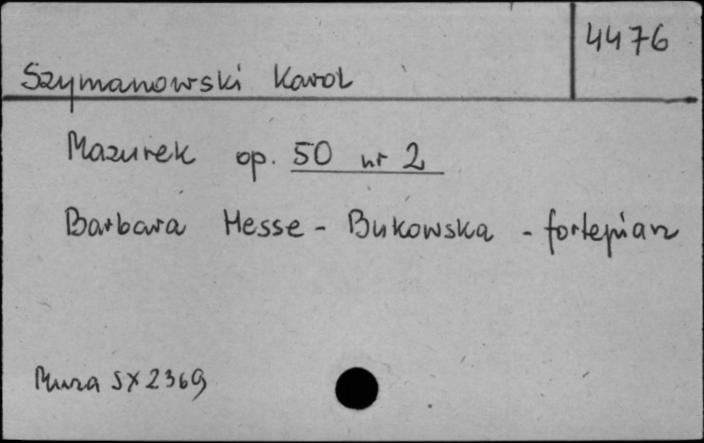 4476
Szymanowski Karol
Mazurek op. 50 nr 2
Barbara Hesse - Bukowska - fortepian
Muza SX 2369